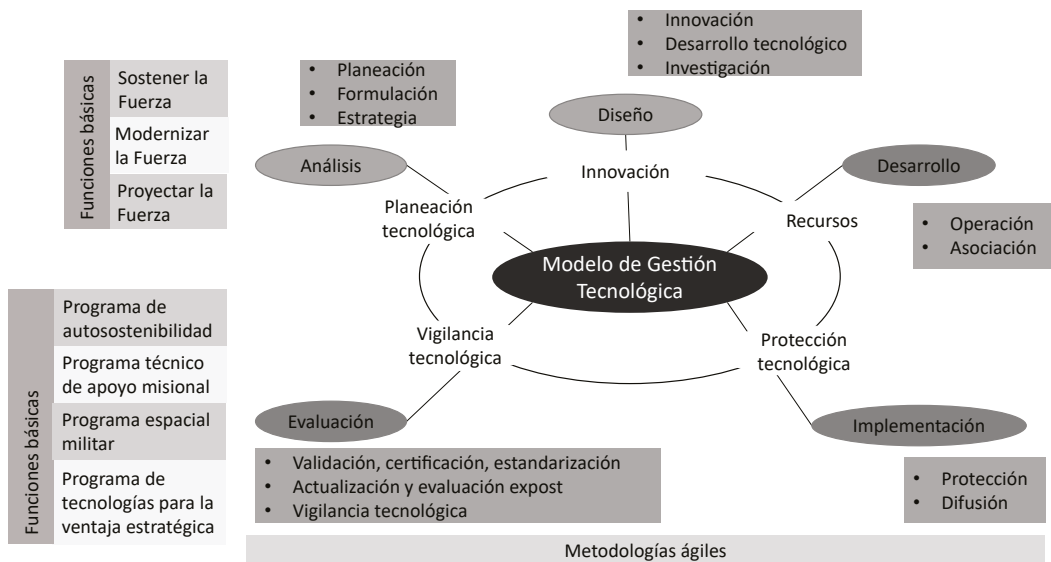 Funciones básicas
Sostener la
Fuerza
Modernizar
la Fuerza
Proyectar la
Fuerza
Funciones básicas
Programa de
autosostenibilidad
Programa técnico
de apoyo misional
Programa espacial
militar
Programa de
tecnologías para la
ventaja estratégica
• Planeación
• Formulación
• Estrategia
Análisis
Planeación
tecnológica
• Innovación
• Desarrollo tecnológico
• Investigación
Diseño
Innovación
Desarrollo
Recursos
• Operación
• Asociación
Modelo de Gestión
Tecnológica
Vigilancia
tecnológica
Protección
tecnológica
Evaluación
• Validación, certificación, estandarización
• Actualización y evaluación expost
• Vigilancia tecnológica
Implementación
• Protección
• Difusión
Metodologías ágiles